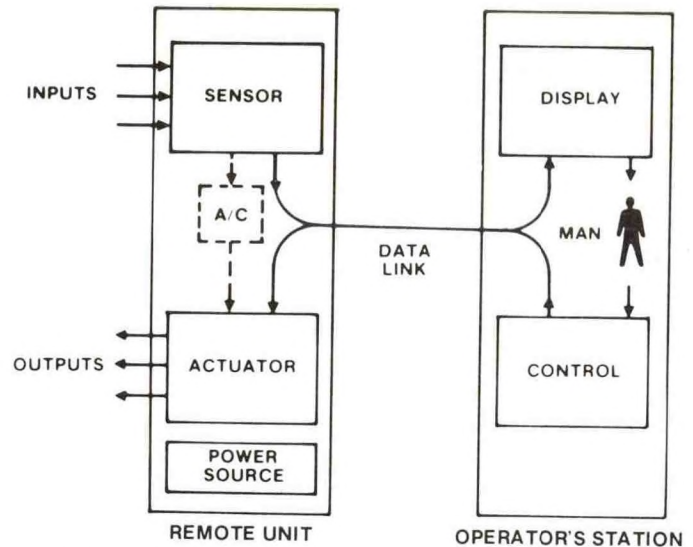 INPUTS
SENSOR
A/C
ACTUATOR
OUTPUTS
POWER
SOURCE
REMOTE UNIT
DATA
LINK
DISPLAY
MAN
CONTROL
OPERATOR'S STATION